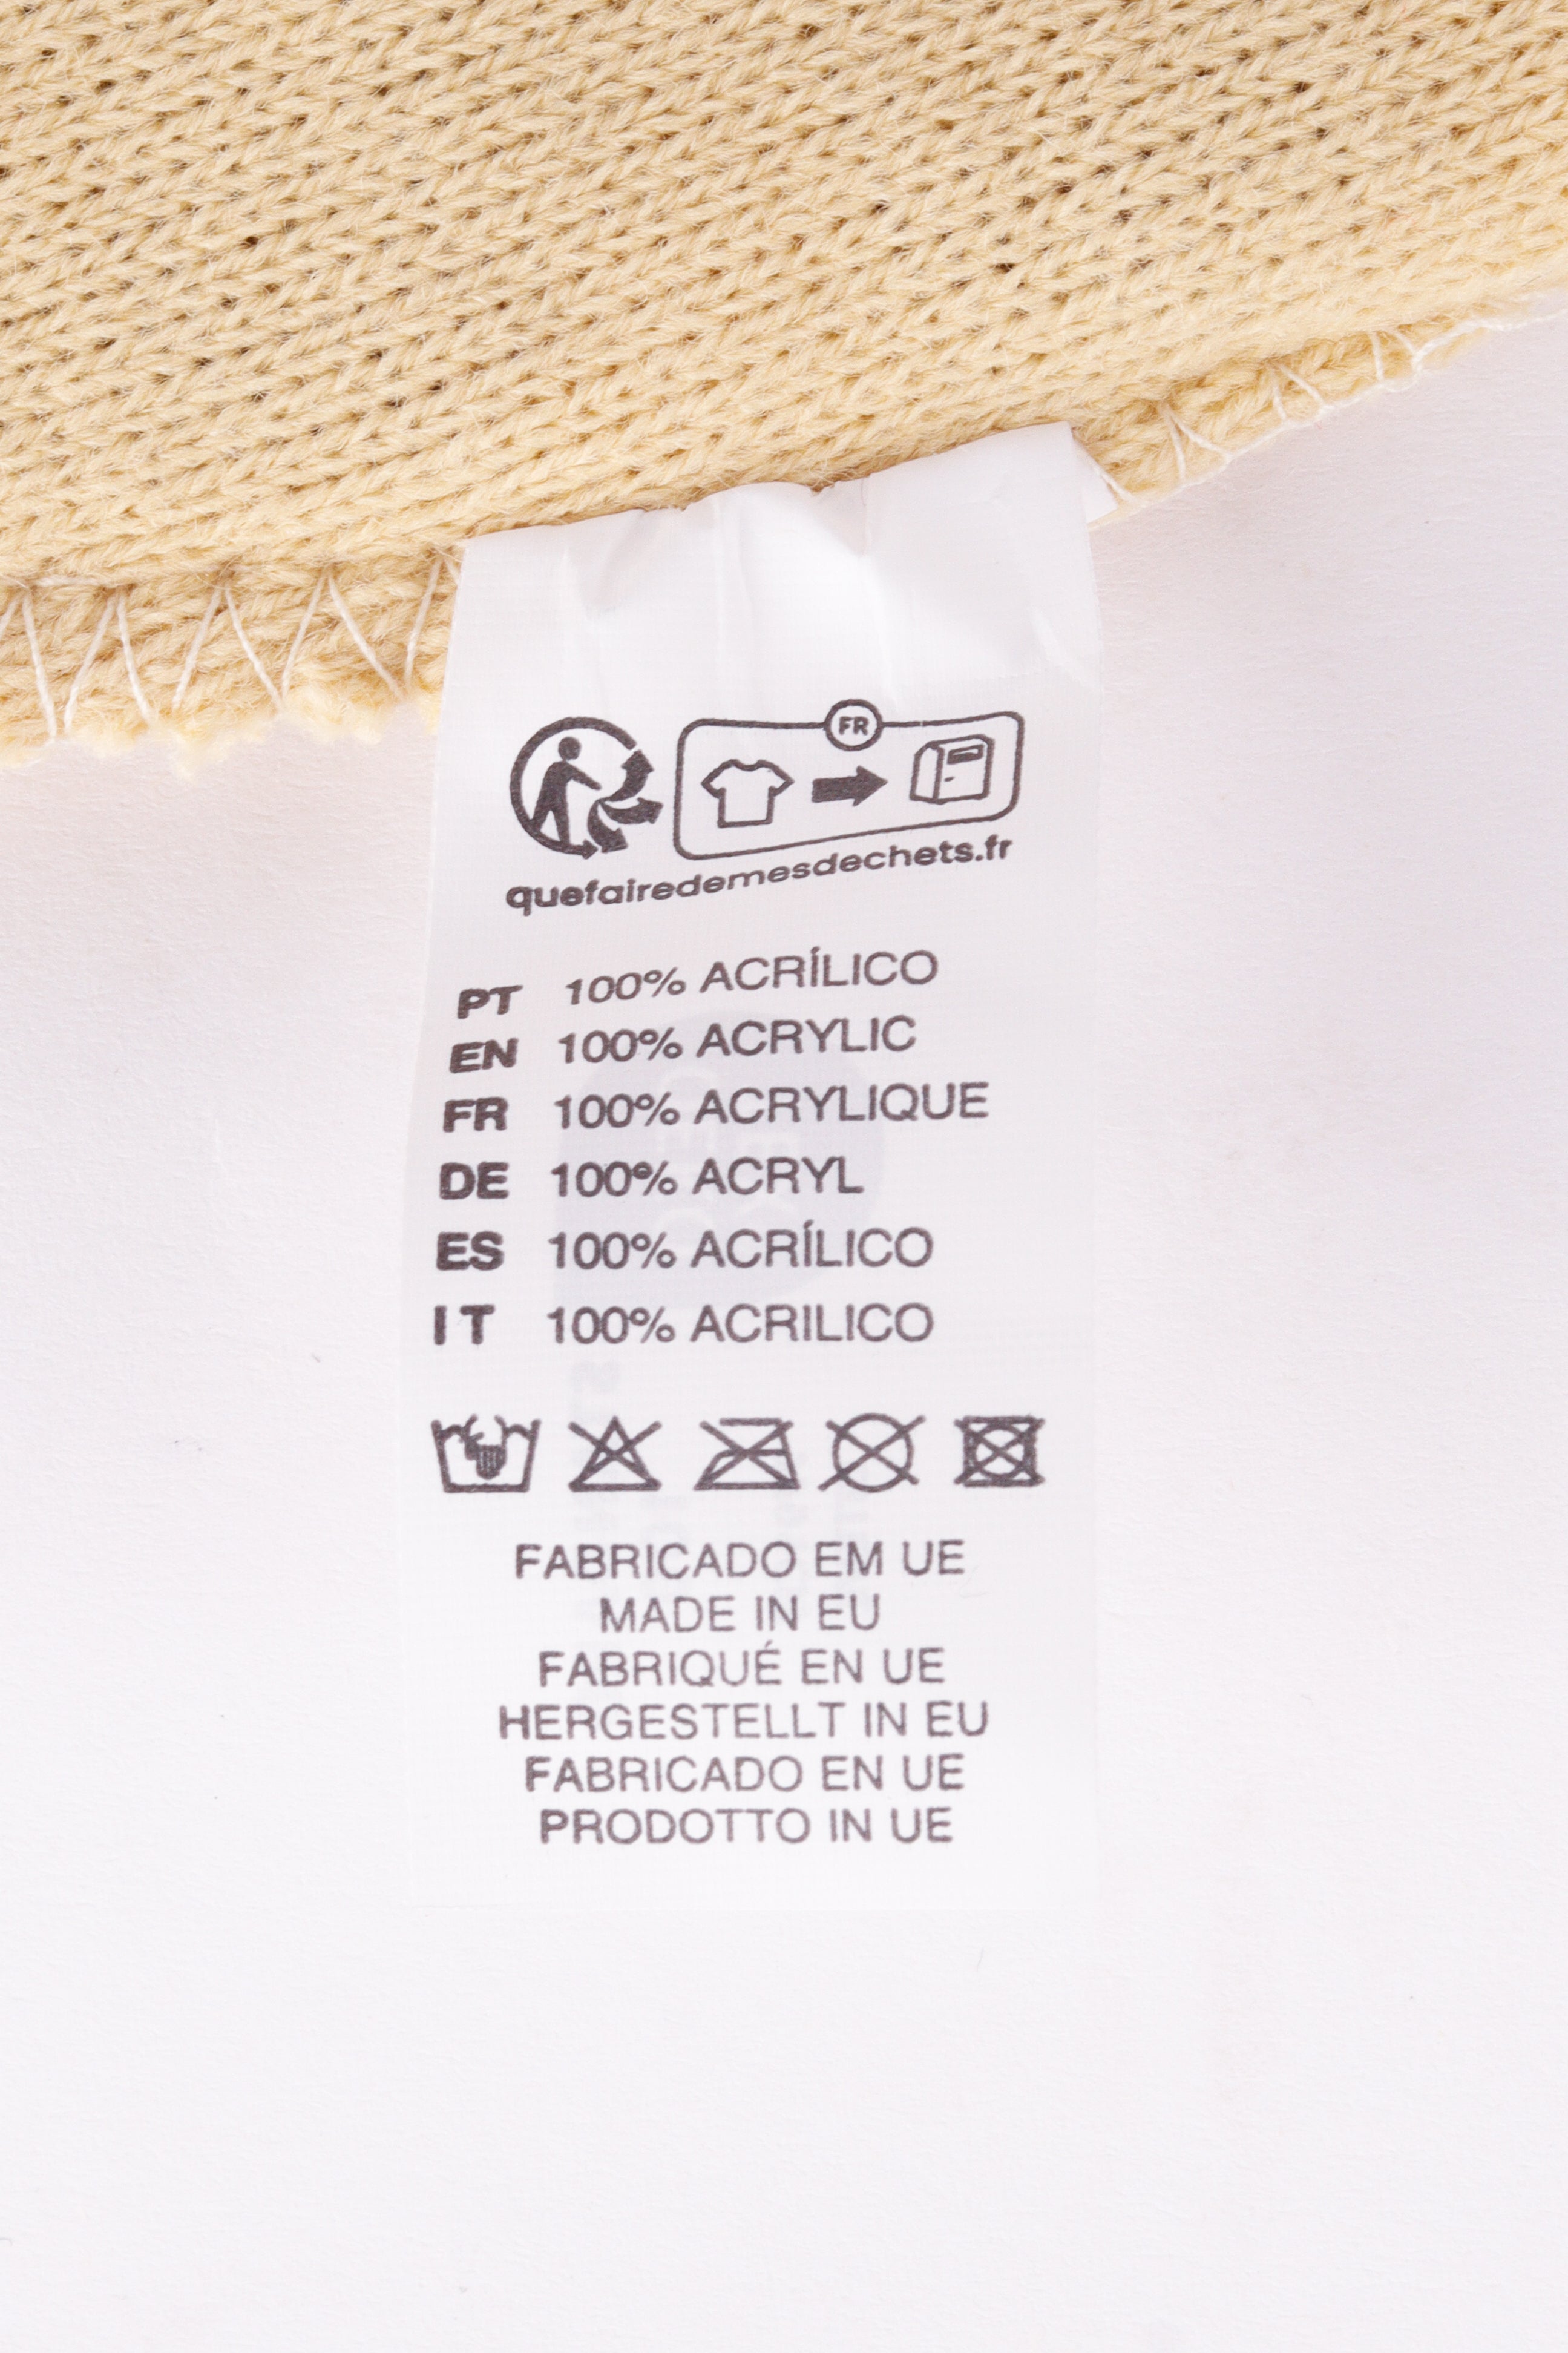 FR
quefairedemesdechets.fr
PT 100% ACRÍLICO
EN 100% ACRYLIC
FR 100% ACRYLIQUE
DE 100% ACRYL
ES 100% ACRÍLICO
IT 100% ACRILICO
FABRICADO EM UE
MADE IN EU
FABRIQUÉ EN UE
HERGESTELLT IN EU
FABRICADO EN UE
PRODOTTO IN UE